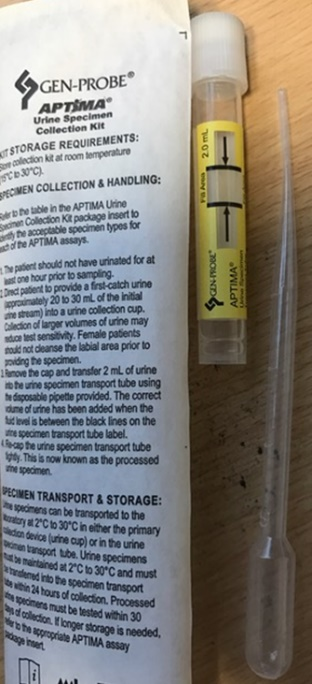 GEN-PROBE®
APTIMA®
Urine Specimen
Collection Kit
KIT STORAGE REQUIREMENTS:
Store collection kit at room temperature
(15°C to 30°C).
SPECIMEN COLLECTION & HANDLING:
Refer to the table in the APTIMA Urine
Specimen Collection Kit package insert to
identify the acceptable specimen types for
each of the APTIMA assays.
1. The patient should not have urinated for at
least one hour prior to sampling.
2. Direct patient to provide a first-catch urine
(approximately 20 to 30 mL of the initial
urine stream) into a urine collection cup.
Collection of larger volumes of urine may
reduce test sensitivity. Female patients
should not cleanse the labial area prior to
providing the specimen.
3. Remove the cap and transfer 2 mL of urine
into the urine specimen transport tube using
the disposable pipette provided. The correct
volume of urine has been added when the
fluid level is between the black lines on the
urine specimen transport tube label.
4. Re-cap the urine specimen transport tube
tightly. This is now known as the processed
urine specimen.
SPECIMEN TRANSPORT & STORAGE:
Urine specimens can be transported to the
laboratory at 2°C to 30°C in either the primary
collection device (urine cup) or in the urine
specimen transport tube. Urine specimens
must be maintained at 2°C to 30°C and must
be transferred into the specimen transport
tube within 24 hours of collection. Processed
urine specimens must be tested within 30
days of collection. If longer storage is needed,
refer to the appropriate APTIMA assay
package insert.
Fill Area 2.0 mL
GEN-PROBE®
APTIMA®
Urine Specimen